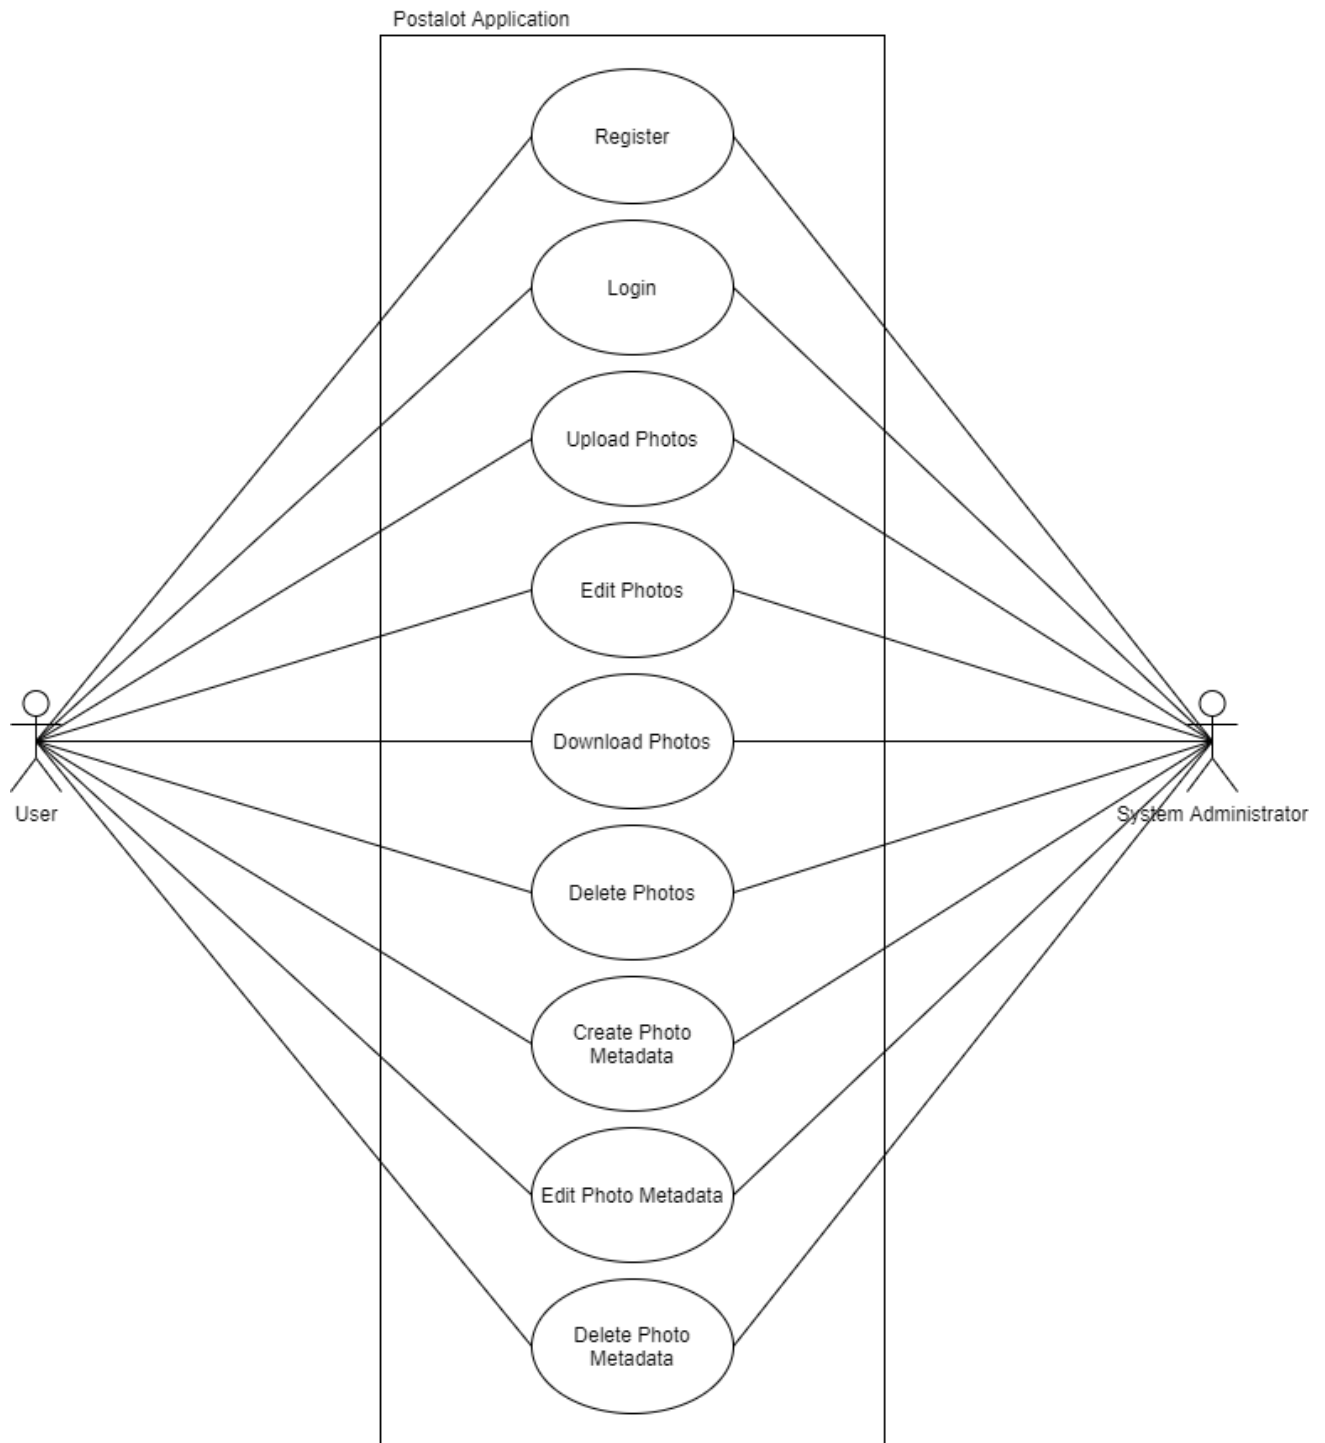 Postalot Application
Register
Login
Upload Photos
Edit Photos
Download Photos
User
System Administrator
Delete Photos
Create Photo
Metadata
Edit Photo Metadata
Delete Photo
Metadata